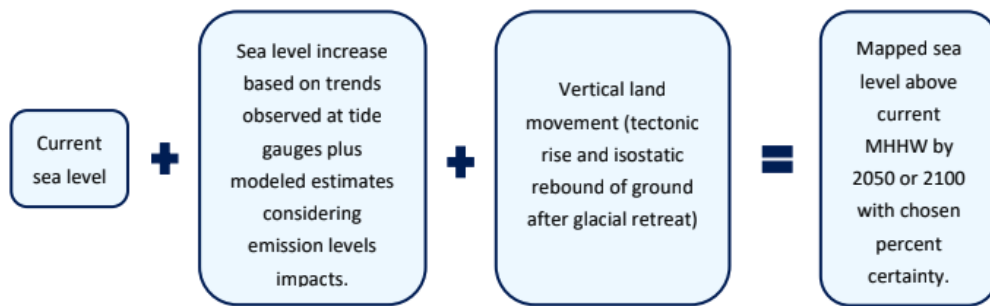 Current
sea level
+
Sea level increase
based on trends
observed at tide
gauges plus
modeled estimates
considering
emission levels
impacts.
+
Vertical land
movement (tectonic
rise and isostatic
rebound of ground
after glacial retreat)
=
Mapped sea
level above
current
MHHW by
2050 or 2100
with chosen
percent
certainty.